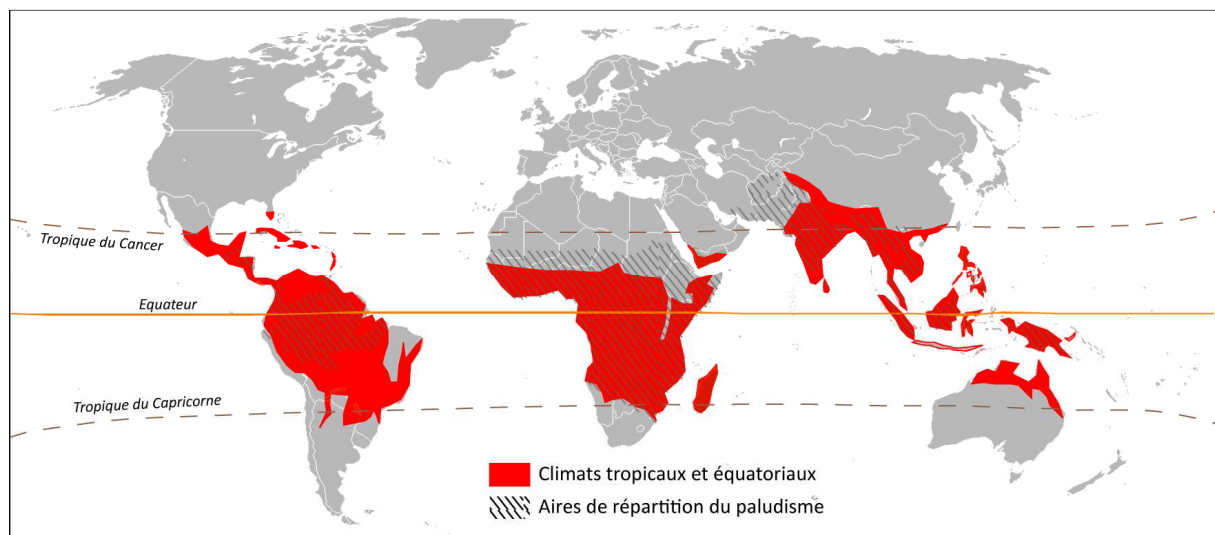 Tropique du Cancer
Equateur
Tropique du Capricorne
Climats tropicaux et équatoriaux
Aires de répartition du paludisme